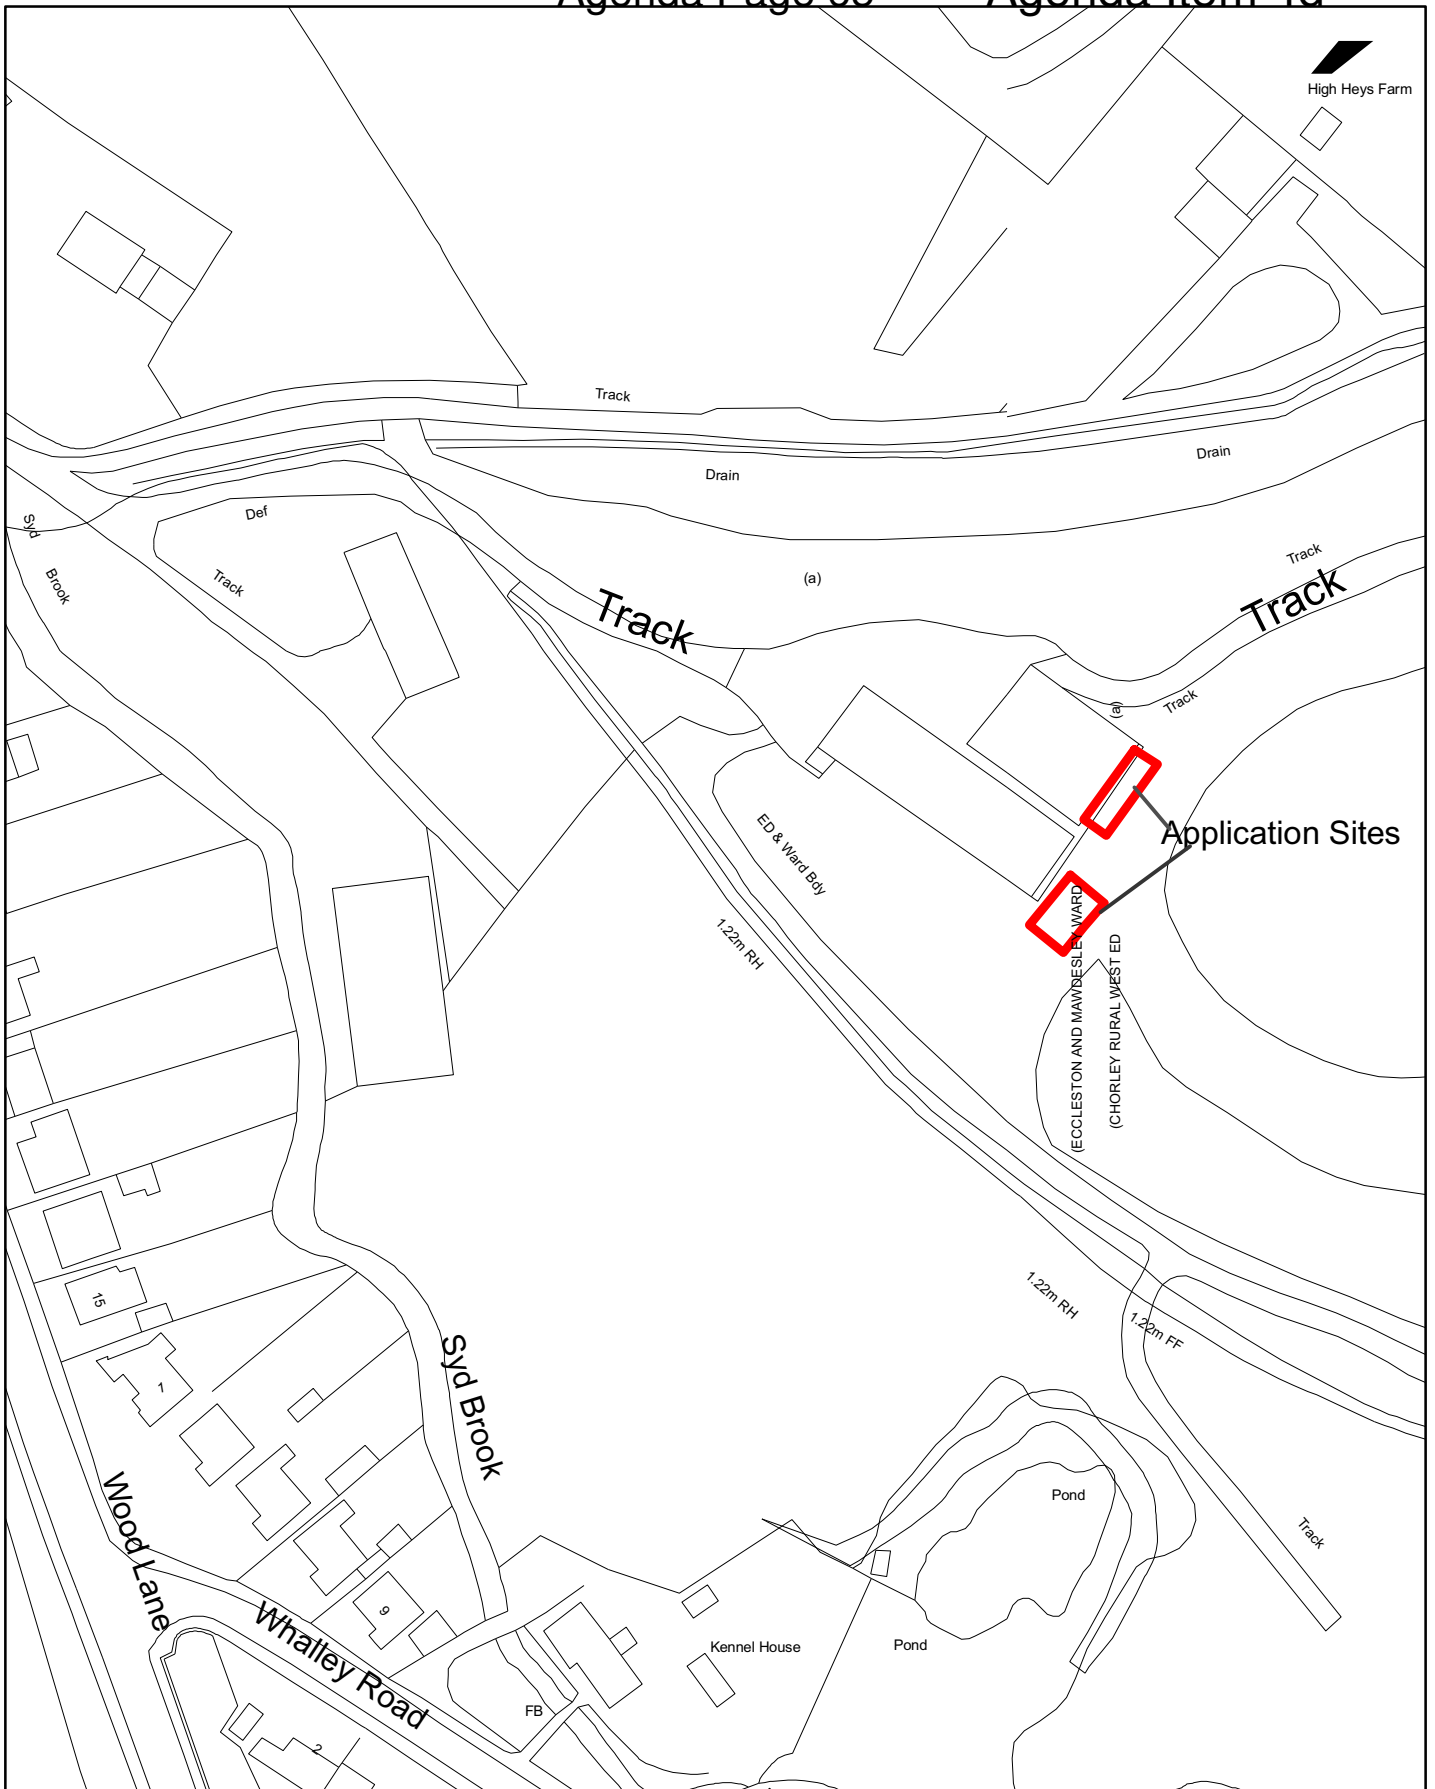 High Heys Farm
Track
Drain
Drain
Def
Syd
Brook
Track
(a)
Track
Track
Track
(a)
Track
Application Sites
ED & Ward Bdy
1.22m RH
(ECCLESTON AND MAWDESLEY WARD
(CHORLEY RURAL WEST ED
15
1
1.22m RH
1.22m FF
Syd Brook
Wood Lane
Pond
Track
9
Whalley Road
Kennel House
Pond
FB
2